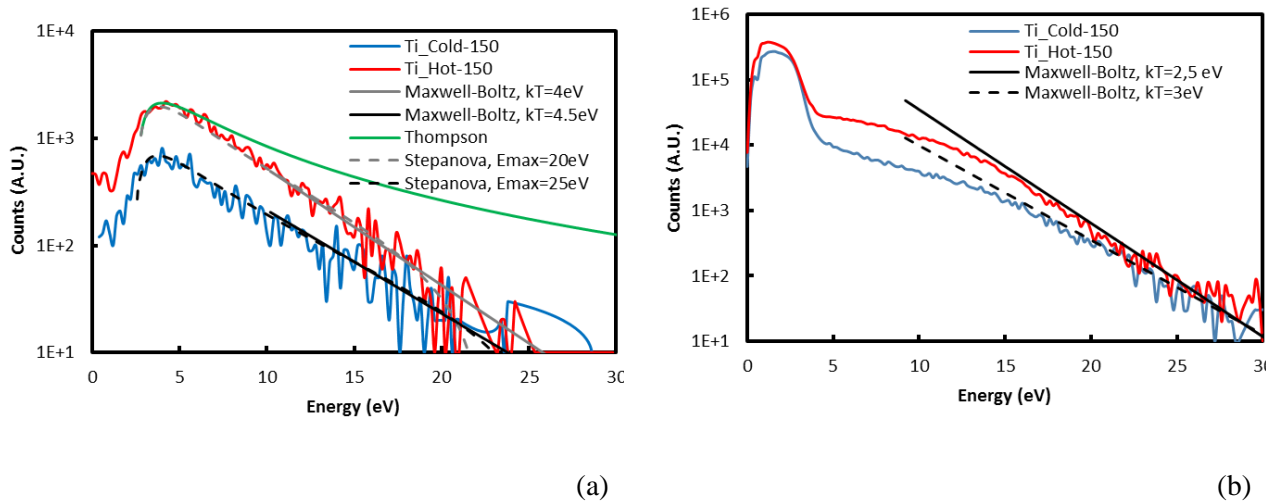 1E+4
1E+3
1E+2
1E+1
Counts (A.U.)
0 5 10 15 20 25 30
Energy (eV)
Ti_Cold-150
Ti_Hot-150
Maxwell-Boltz, kT=4eV
Maxwell-Boltz, kT=4.5eV
Thompson
Stepanova, Emax=20eV
Stepanova, Emax=25eV
(a)
1E+6
1E+5
1E+4
1E+3
1E+2
1E+1
Counts (A.U.)
0 5 10 15 20 25 30
Energy (eV)
Ti_Cold-150
Ti_Hot-150
Maxwell-Boltz, kT=2,5 eV
Maxwell-Boltz, kT=3eV
(b)